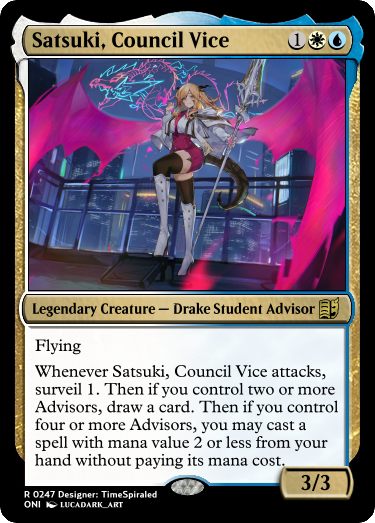 Satsuki, Council Vice 1
Legendary Creature — Drake Student Advisor
Flying
Whenever Satsuki, Council Vice attacks,
surveil 1. Then if you control two or more
Advisors, draw a card. Then if you control
four or more Advisors, you may cast a
spell with mana value 2 or less from your
hand without paying its mana cost.
3/3
R 0247 Designer: TimeSpiraled
ONI LUCADARK_ART